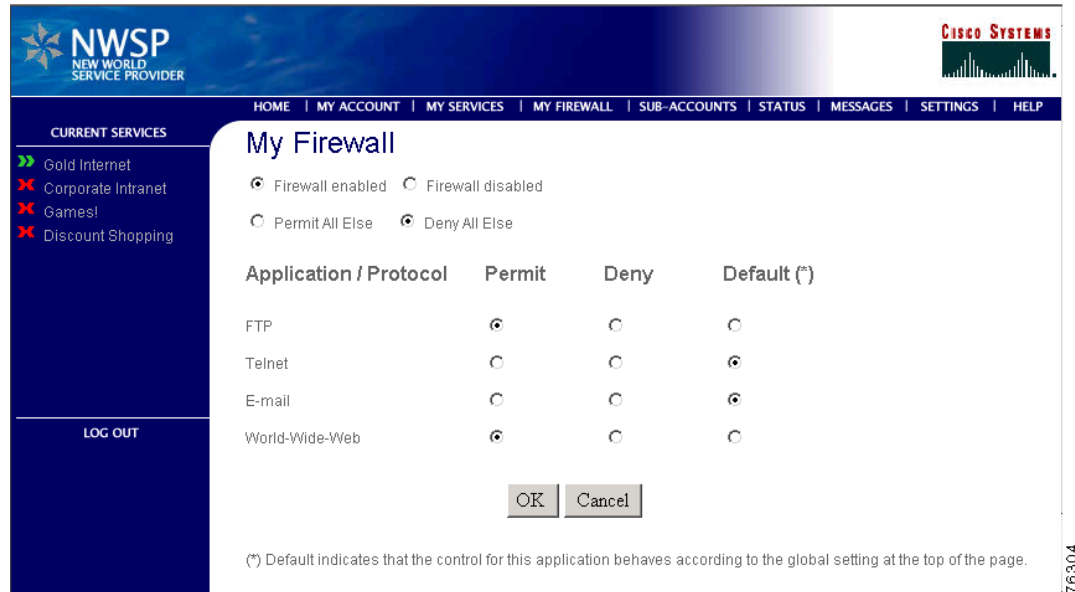 NWSP
NEW WORLD
SERVICE PROVIDER
CISCO SYSTEMS
HOME | MY ACCOUNT | MY SERVICES | MY FIREWALL | SUB-ACCOUNTS | STATUS | MESSAGES | SETTINGS | HELP
CURRENT SERVICES
Gold Internet
Corporate Intranet
Games!
Discount Shopping
LOG OUT
My Firewall
Firewall enabled Firewall disabled
Permit All Else Deny All Else
Application / Protocol Permit Deny Default (*)
FTP
Telnet
E-mail
World-Wide-Web
OK Cancel
(*) Default indicates that the control for this application behaves according to the global setting at the top of the page.
76304